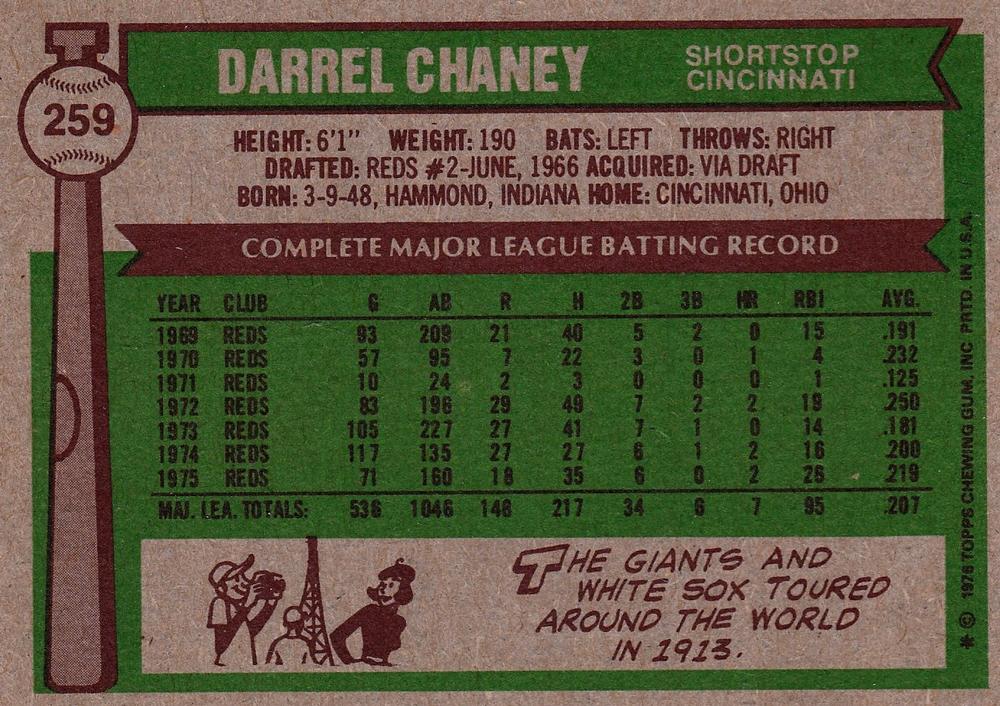 259
DARREL CHANEY
SHORTSTOP
CINCINNATI
HEIGHT: 6'1" WEIGHT: 190 BATS: LEFT THROWS: RIGHT
DRAFTED: REDS #2-JUNE, 1966 ACQUIRED: VIA DRAFT
BORN: 3-9-48, HAMMOND, INDIANA HOME: CINCINNATI, OHIO
COMPLETE MAJOR LEAGUE BATTING RECORD
YEAR CLUB G AB R H 2B 3B HR RBI AVG.
1969 REDS 93 209 21 40 5 2 0 15 .191
1970 REDS 57 95 7 22 3 0 1 4 .232
1971 REDS 10 24 2 3 0 0 0 1 .125
1972 REDS 83 196 29 49 7 2 2 19 .250
1973 REDS 105 227 27 41 7 1 0 14 .181
1974 REDS 117 135 27 27 6 1 2 16 .200
1975 REDS 71 160 18 35 6 0 2 26 .219
MAJ. LEA. TOTALS: 536 1046 146 217 34 6 7 95 .207
THE GIANTS AND
WHITE SOX TOURED
AROUND THE WORLD
IN 1913.
* © 1976 TOPPS CHEWING GUM, INC PRTD. IN U.S.A.